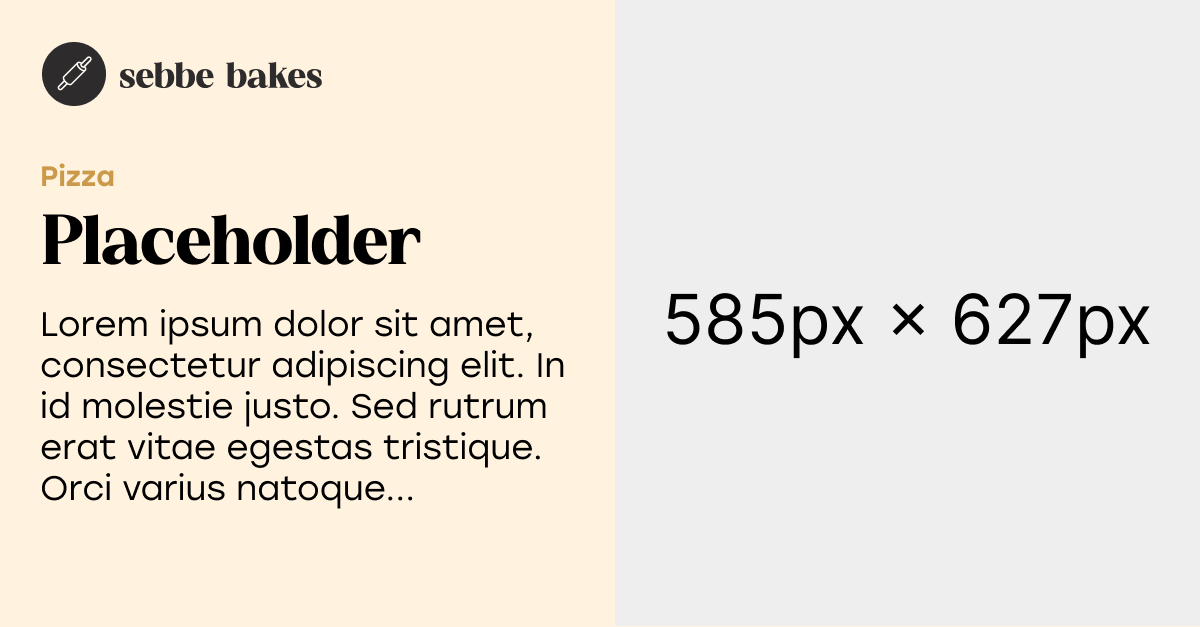 sebbe bakes
Pizza
Placeholder
Lorem ipsum dolor sit amet,
consectetur adipiscing elit. In
id molestie justo. Sed rutrum
erat vitae egestas tristique.
Orci varius natoque...
585px × 627px